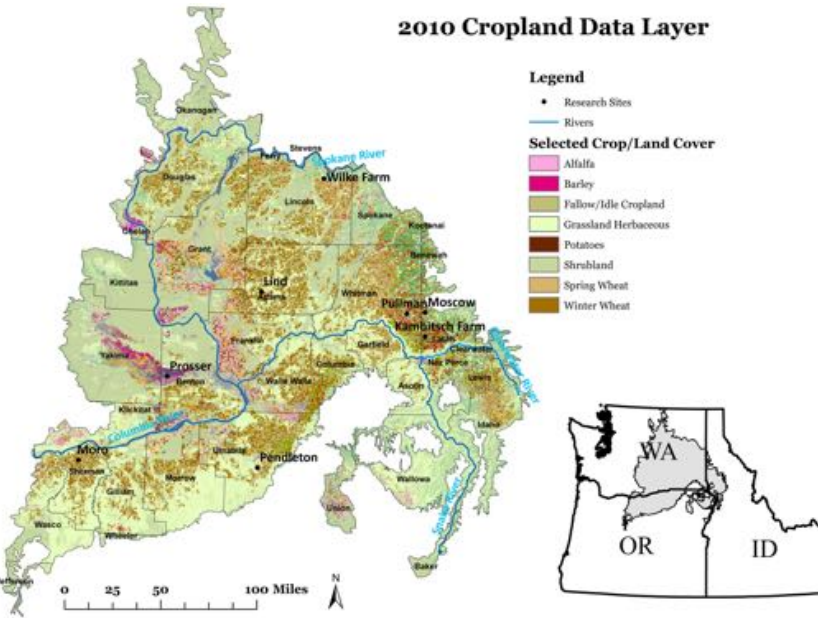 2010 Cropland Data Layer
Legend
Research Sites
Rivers
Selected Crop/Land Cover
Alfalfa
Barley
Fallow/Idle Cropland
Grassland Herbaceous
Potatoes
Shrubland
Spring Wheat
Winter Wheat
Okanogan
Ferry
Stevens
Spokane River
Douglas
Wilke Farm
Lincoln
Spokane
Chelan
Kootenai
Grant
Benewah
Kittitas
Lind
Adams
Whitman
Pullman
Moscow
Kambitsch Farm
Latah
Franklin
Yakima
Garfield
Clearwater
Prosser
Columbia
Nez Perce
Benton
Walla Walla
Asotin
Lewis
Klickitat
Columbia River
Idaho
Moro
Umatilla
Pendleton
Sherman
Morrow
Wallowa
Gilliam
Snake River
Union
Wasco
Wheeler
Baker
0 50 100 Miles
N
WA
OR
ID